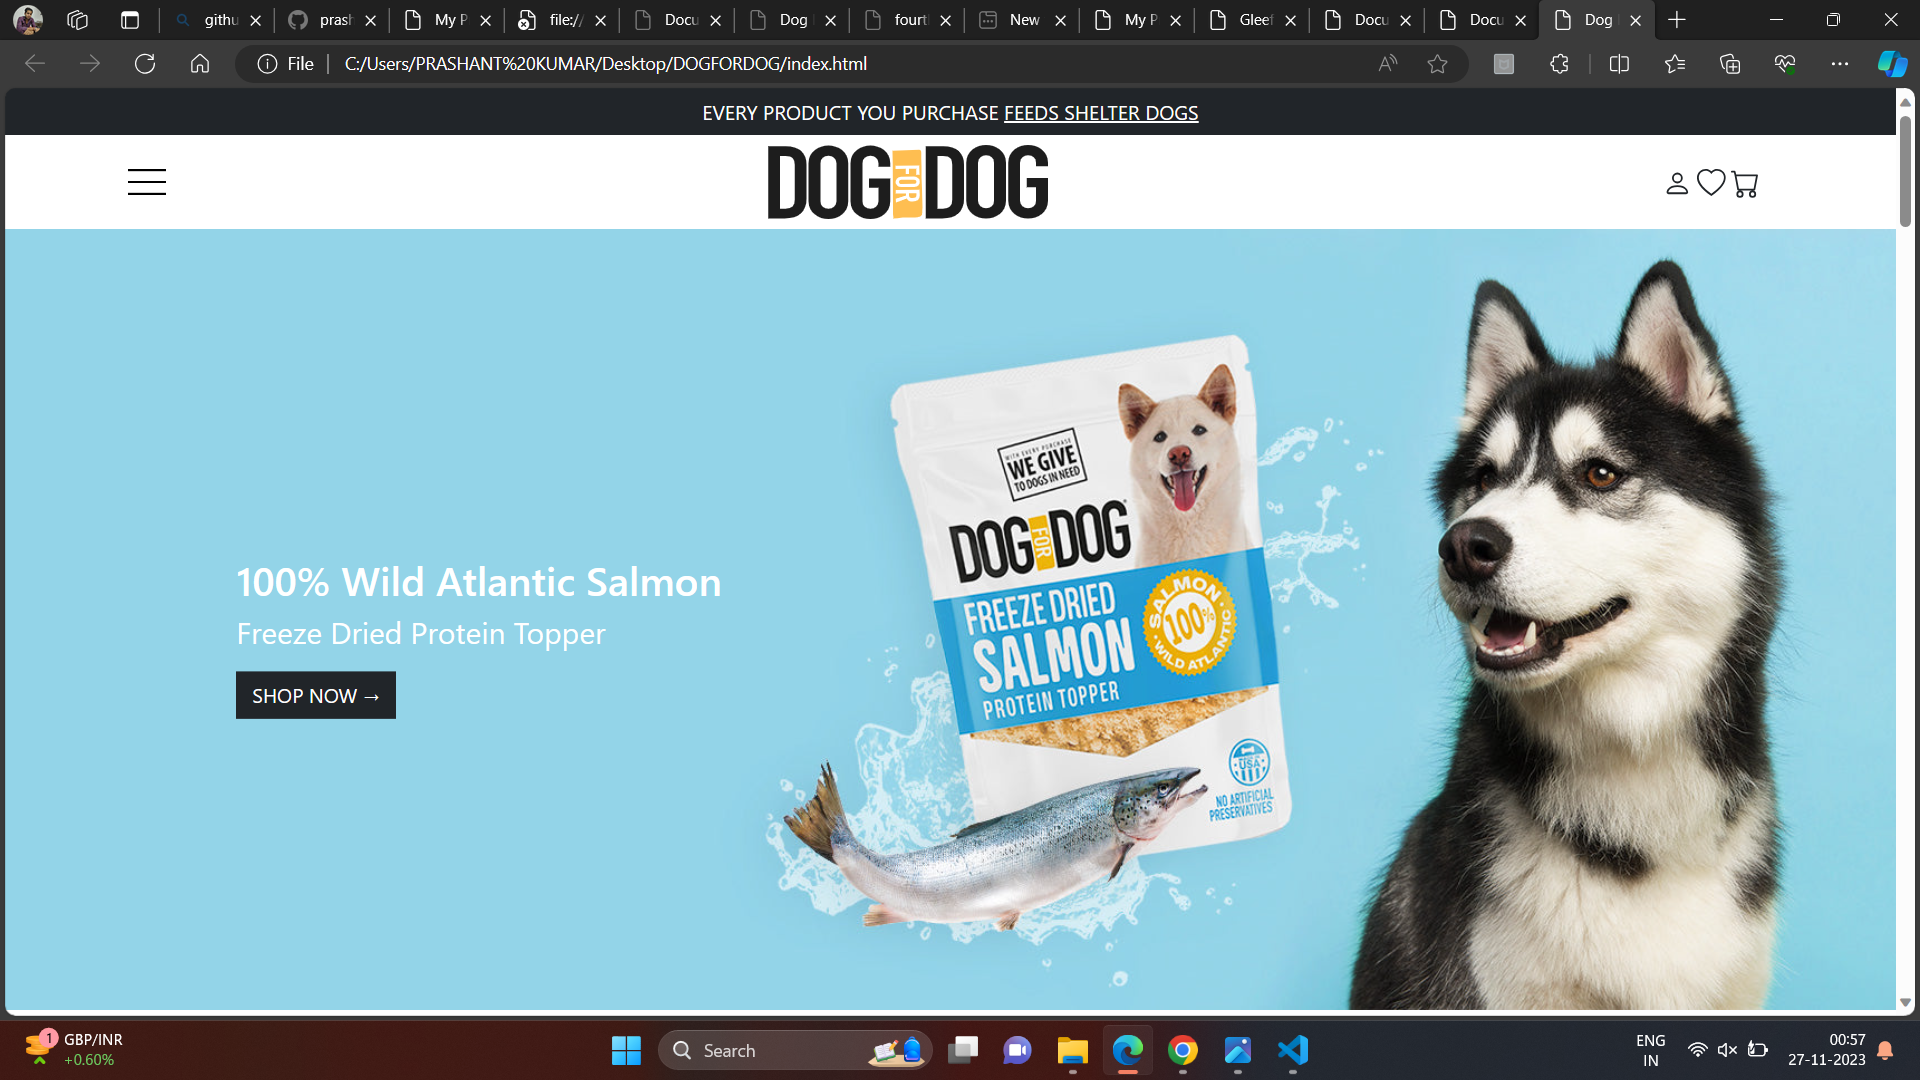 githu
prash
My P
file://
Docu
Dog
fourt
New
My P
Gleef
Docu
Docu
Dog
File
C:/Users/PRASHANT%20KUMAR/Desktop/DOGFORDOG/index.html
EVERY PRODUCT YOU PURCHASE FEEDS SHELTER DOGS
DOG FOR DOG
100% Wild Atlantic Salmon
Freeze Dried Protein Topper
SHOP NOW →
WITH EVERY PURCHASE
WE GIVE
TO DOGS IN NEED
DOG FOR DOG
FREEZE DRIED
SALMON
PROTEIN TOPPER
SALMON
100%
WILD ATLANTIC
USA
NO ARTIFICIAL
PRESERVATIVES
1
GBP/INR
+0.60%
Search
ENG
IN
00:57
27-11-2023